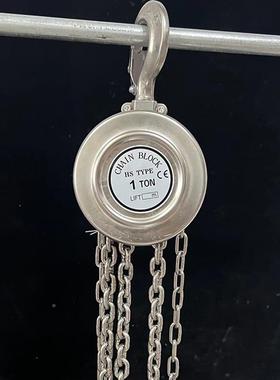 CHAIN BLOCK
CE
HS TYPE
1 TON
LIFT m